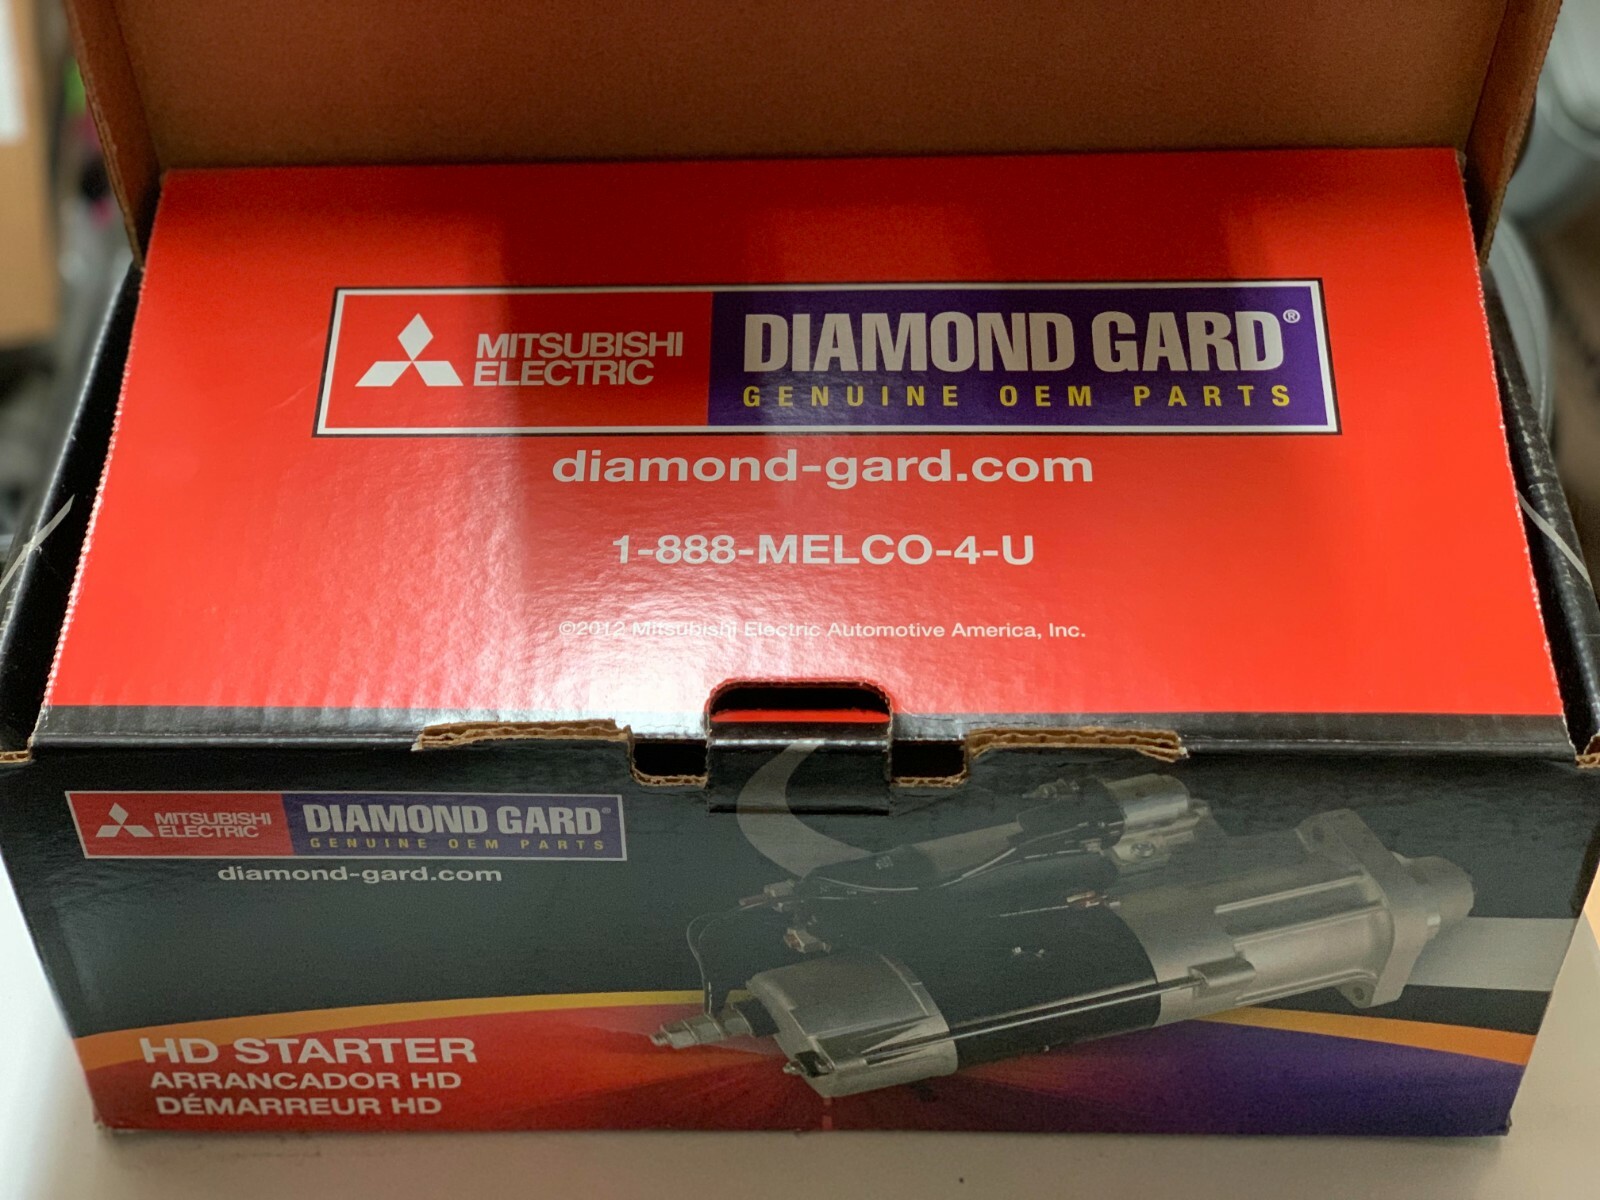 MITSUBISHI
ELECTRIC
DIAMOND GARD®
GENUINE OEM PARTS
diamond-gard.com
1-888-MELCO-4-U
©2012 Mitsubishi Electric Automotive America, Inc.
MITSUBISHI
ELECTRIC
DIAMOND GARD®
GENUINE OEM PARTS
diamond-gard.com
HD STARTER
ARRANCADOR HD
DÉMARREUR HD